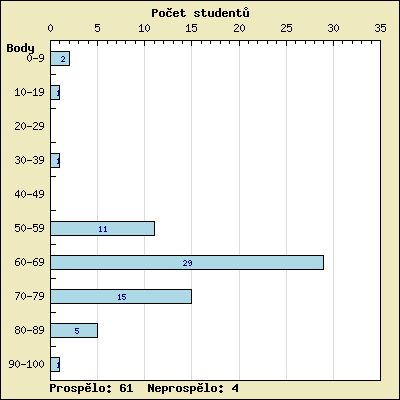 Počet studentů
0 5 10 15 20 25 30 35
Body
0-9 2
10-19 1
20-29
30-39 1
40-49
50-59 11
60-69 29
70-79 15
80-89 5
90-100 1
Prospělo: 61 Neprospělo: 4